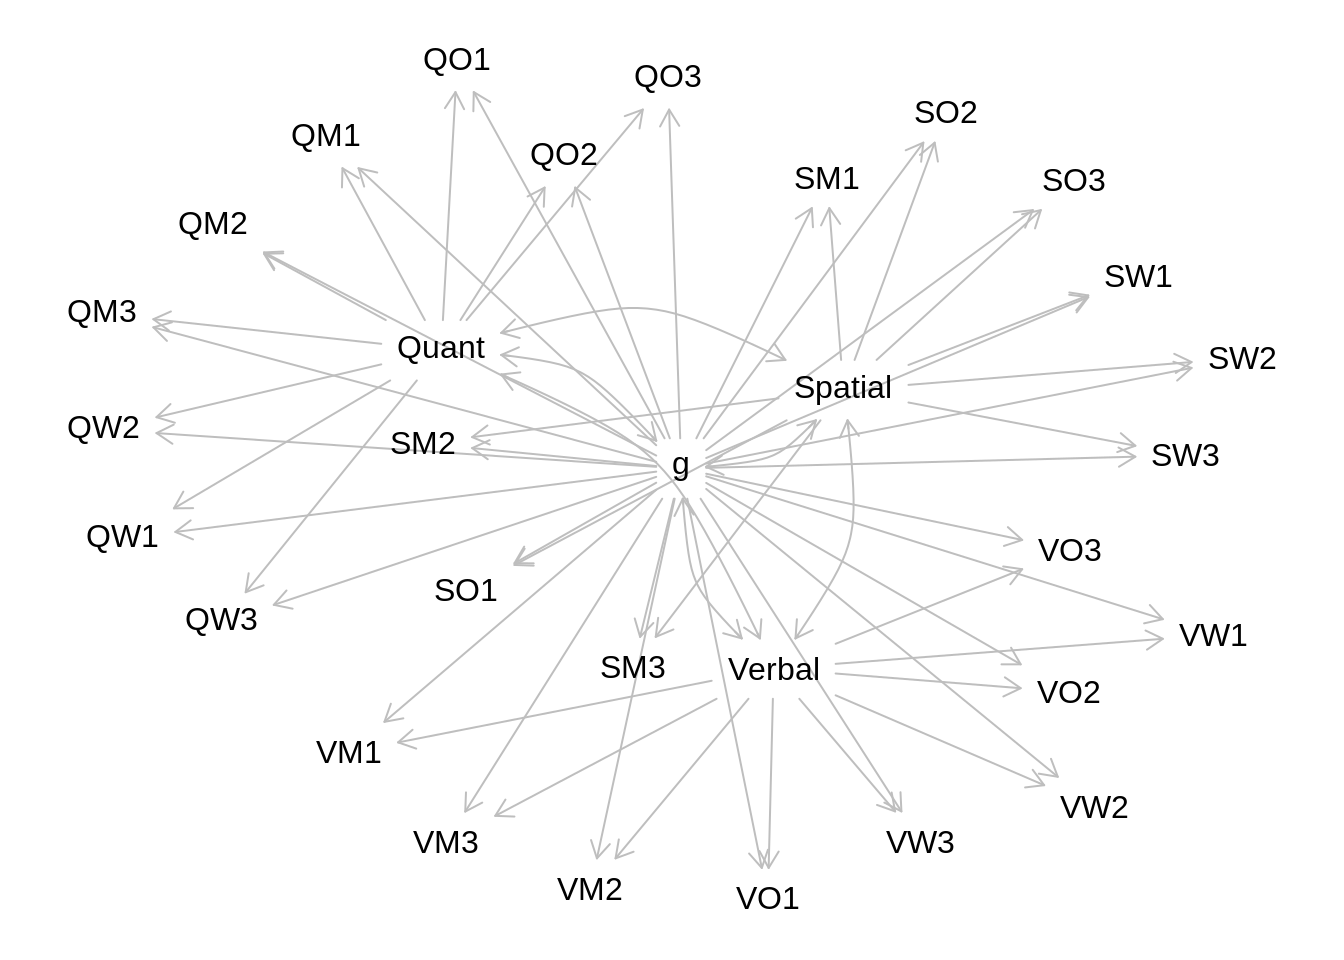 QO1
QO3
SO2
QM1
QO2
SM1
SO3
QM2
SW1
QM3
Quant
SW2
Spatial
QW2
SM2
SW3
g
QW1
VO3
SO1
QW3
VW1
SM3
Verbal
VO2
VM1
VW2
VM3
VW3
VM2
VO1